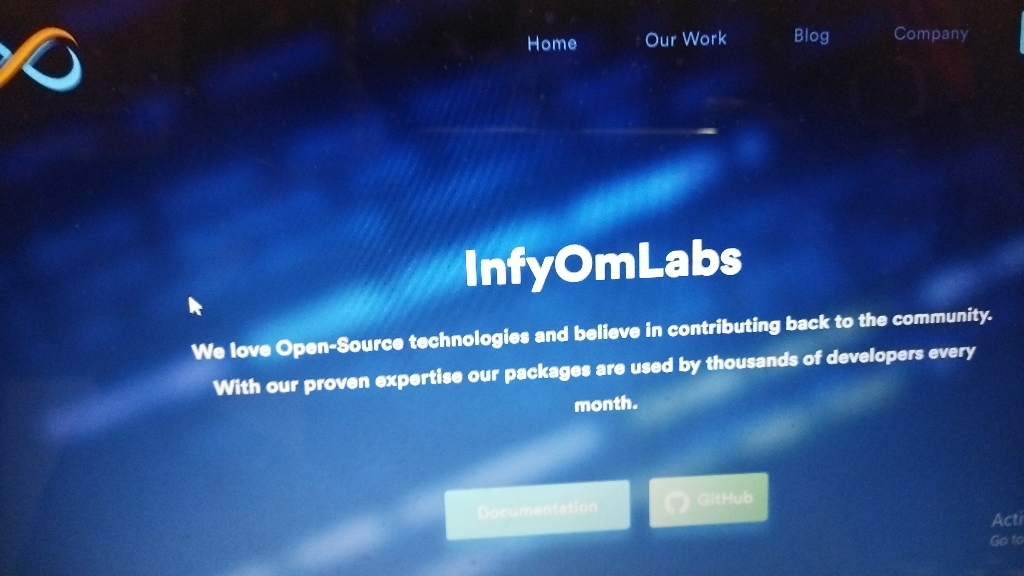 Home Our Work Blog Company
InfyOmLabs
We love Open-Source technologies and believe in contributing back to the community.
With our proven expertise our packages are used by thousands of developers every
month.
Documentation GitHub
Go to